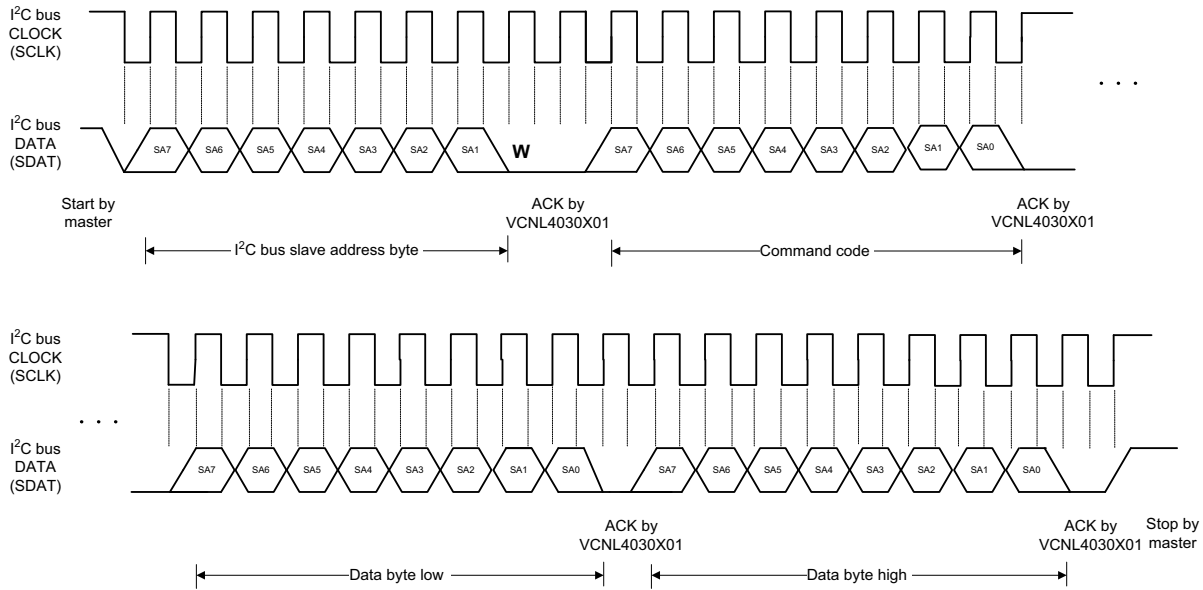 I²C bus
CLOCK
(SCLK)
. . .
I²C bus
DATA
(SDAT)
SA7 SA6 SA5 SA4 SA3 SA2 SA1 W SA7 SA6 SA5 SA4 SA3 SA2 SA1 SA0
Start by
master
ACK by
VCNL4030X01
ACK by
VCNL4030X01
I²C bus slave address byte
Command code
I²C bus
CLOCK
(SCLK)
. . .
I²C bus
DATA
(SDAT)
SA7 SA6 SA5 SA4 SA3 SA2 SA1 SA0 SA7 SA6 SA5 SA4 SA3 SA2 SA1 SA0
ACK by
VCNL4030X01
ACK by
VCNL4030X01
Stop by
master
Data byte low
Data byte high